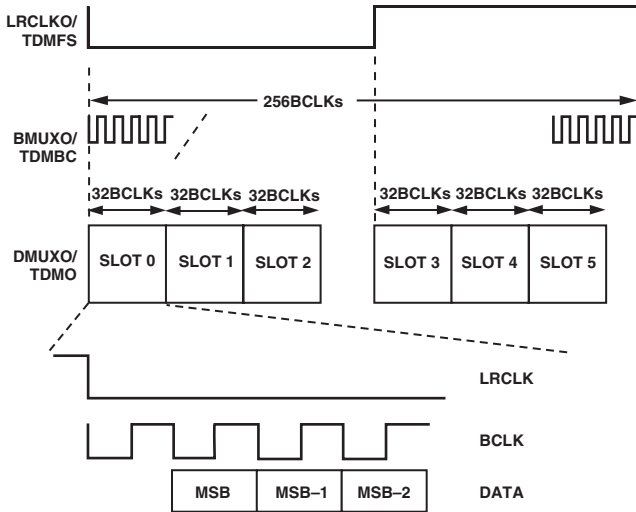 LRCLKO/
TDMFS
256BCLKs
BMUXO/
TDMBC
32BCLKs 32BCLKs 32BCLKs 32BCLKs 32BCLKs 32BCLKs
DMUXO/
TDMO
SLOT 0 SLOT 1 SLOT 2 SLOT 3 SLOT 4 SLOT 5
LRCLK
BCLK
MSB MSB–1 MSB–2 DATA